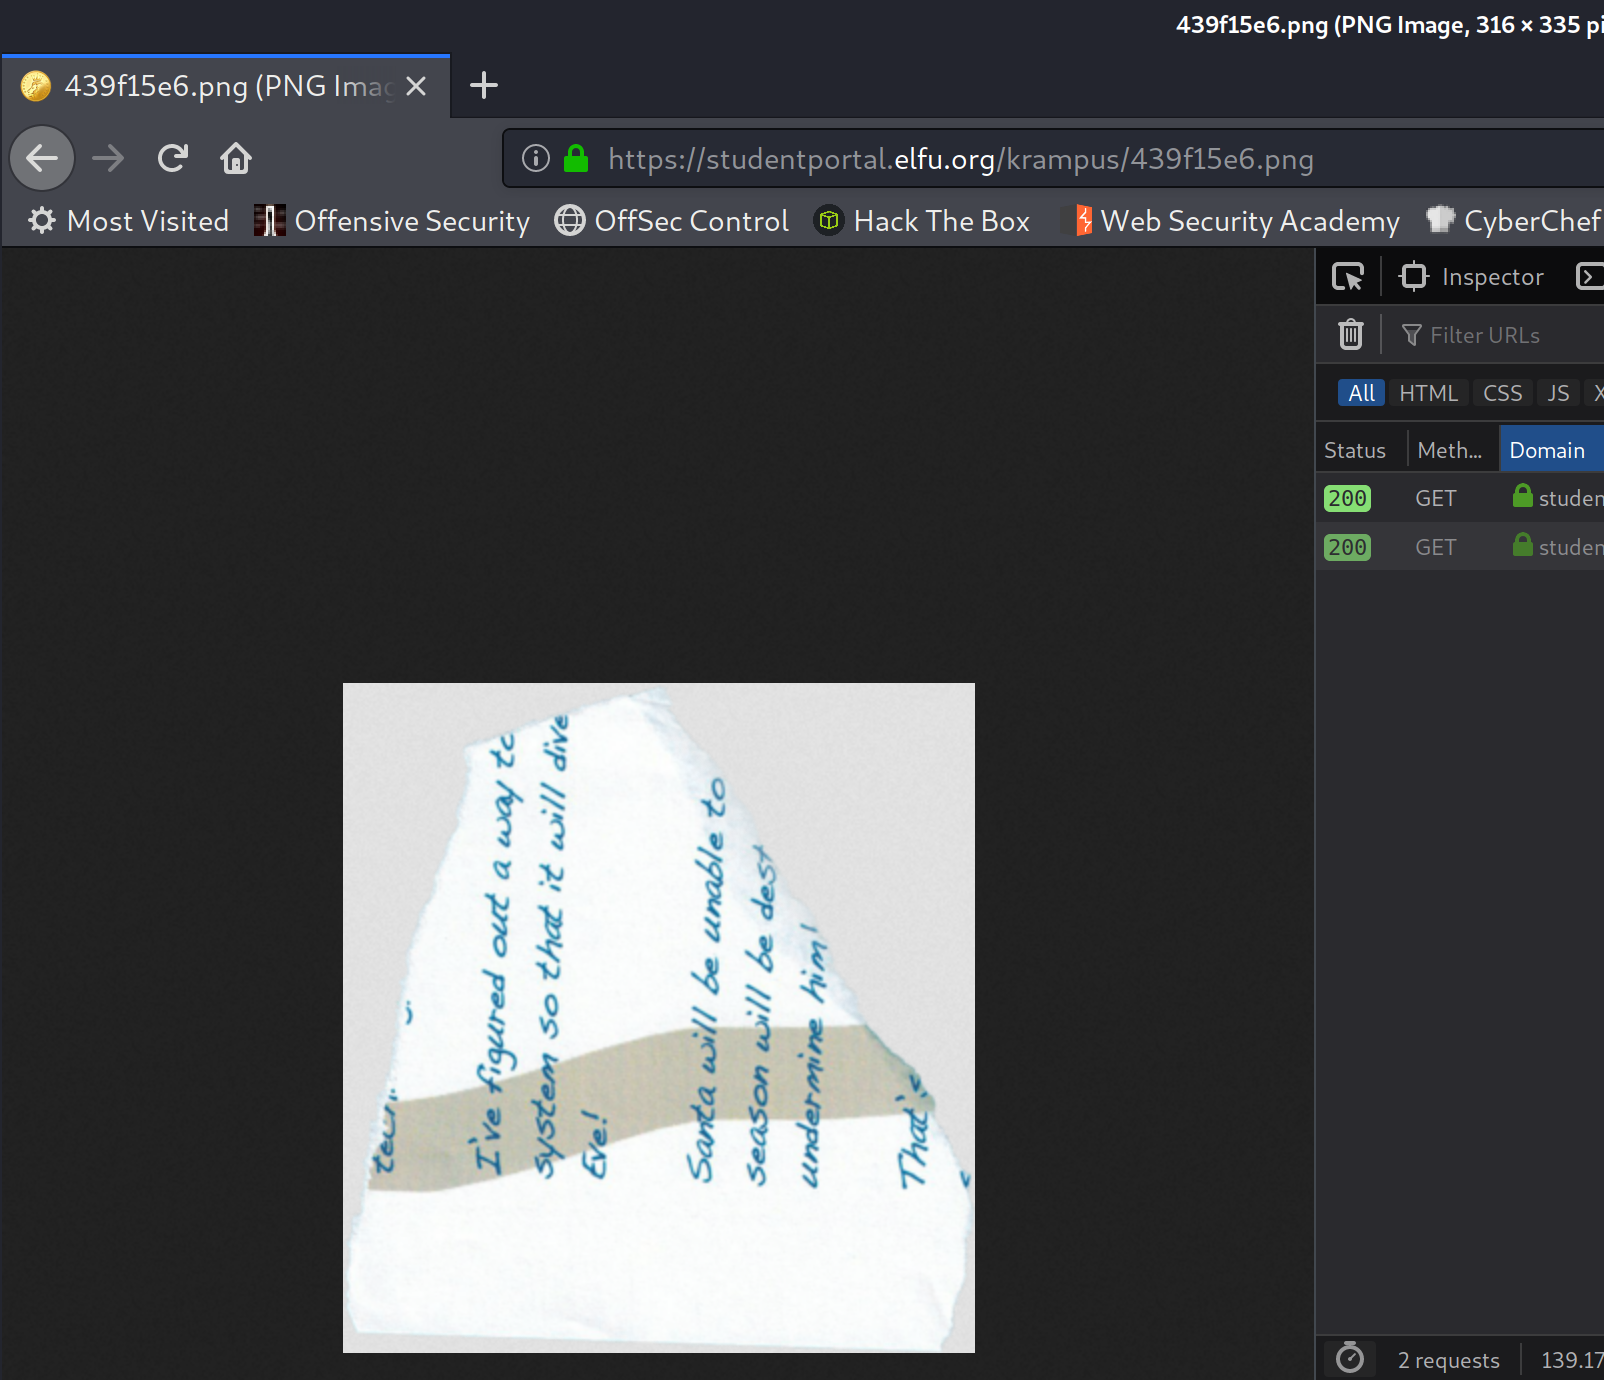 439f15e6.png (PNG Image, 316 × 335 pi
439f15e6.png (PNG Imag
https://studentportal.elfu.org/krampus/439f15e6.png
Most Visited Offensive Security OffSec Control Hack The Box Web Security Academy CyberChef
Inspector
Filter URLs
All HTML CSS JS X
Status Meth... Domain
200 GET studen
200 GET studen
I've figured out a way to
system so that it will dive
Eve!
Santa will be unable to
season will be dest
undermine him!
That's
2 requests 139.17